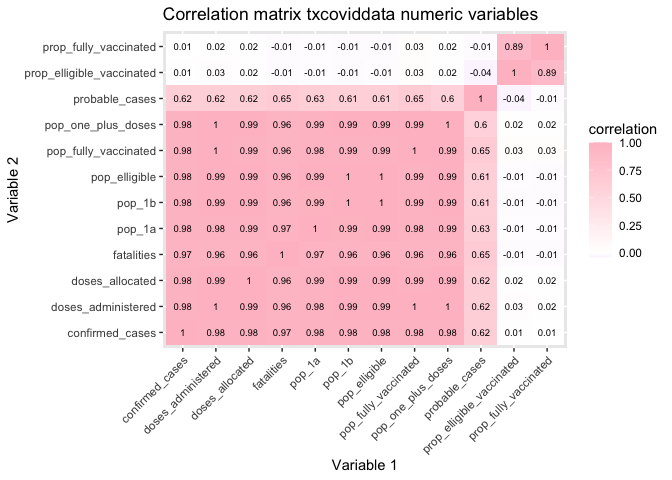 Correlation matrix txcoviddata numeric variables
prop_fully_vaccinated 0.01 0.02 0.02 -0.01 -0.01 -0.01 -0.01 0.03 0.02 -0.01 0.89 1
prop_elligible_vaccinated 0.01 0.03 0.02 -0.01 -0.01 -0.01 -0.01 0.03 0.02 -0.04 1 0.89
probable_cases 0.62 0.62 0.62 0.65 0.63 0.61 0.61 0.65 0.6 1 -0.04 -0.01
pop_one_plus_doses 0.98 1 0.99 0.96 0.99 0.99 0.99 0.99 1 0.6 0.02 0.02
pop_fully_vaccinated 0.98 1 0.99 0.96 0.98 0.99 0.99 1 0.99 0.65 0.03 0.03
pop_elligible 0.98 0.99 0.99 0.96 0.99 1 1 0.99 0.99 0.61 -0.01 -0.01
pop_1b 0.98 0.99 0.99 0.96 0.99 1 1 0.99 0.99 0.61 -0.01 -0.01
pop_1a 0.98 0.98 0.99 0.97 1 0.99 0.99 0.98 0.99 0.63 -0.01 -0.01
fatalities 0.97 0.96 0.96 1 0.97 0.96 0.96 0.96 0.96 0.65 -0.01 -0.01
doses_allocated 0.98 0.99 1 0.96 0.99 0.99 0.99 0.99 0.99 0.62 0.02 0.02
doses_administered 0.98 1 0.99 0.96 0.98 0.99 0.99 1 1 0.62 0.03 0.02
confirmed_cases 1 0.98 0.98 0.97 0.98 0.98 0.98 0.98 0.98 0.62 0.01 0.01
Variable 2
confirmed_cases
doses_administered
doses_allocated
fatalities
pop_1a
pop_1b
pop_elligible
pop_fully_vaccinated
pop_one_plus_doses
probable_cases
prop_elligible_vaccinated
prop_fully_vaccinated
Variable 1
correlation
1.00
0.75
0.50
0.25
0.00